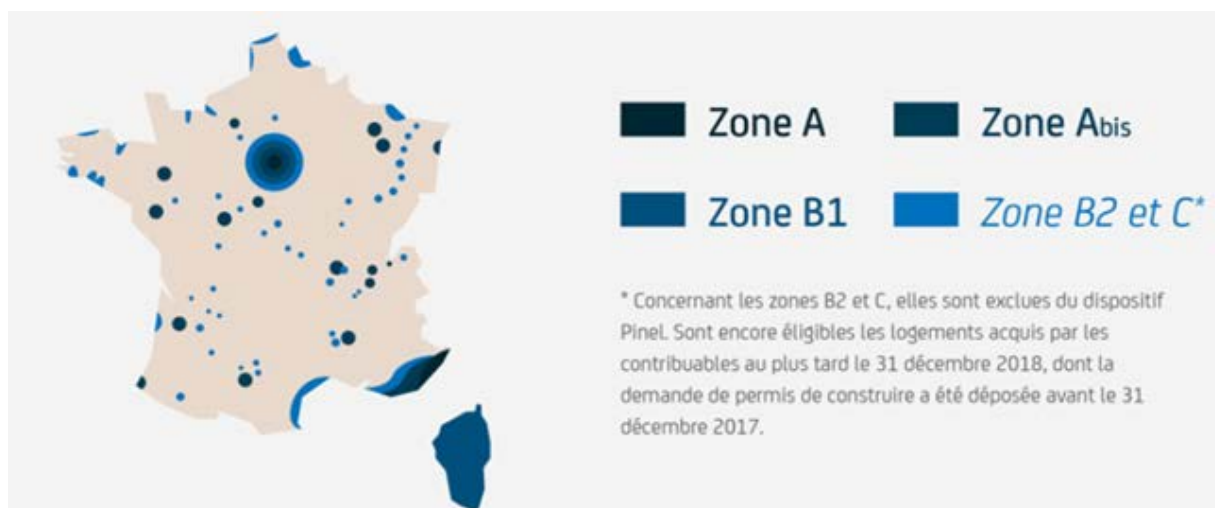 Zone A
Zone Abis
Zone B1
Zone B2 et C*
* Concernant les zones B2 et C, elles sont exclues du dispositif
Pinel. Sont encore éligibles les logements acquis par les
contribuables au plus tard le 31 décembre 2018, dont la
demande de permis de construire a été déposée avant le 31
décembre 2017.